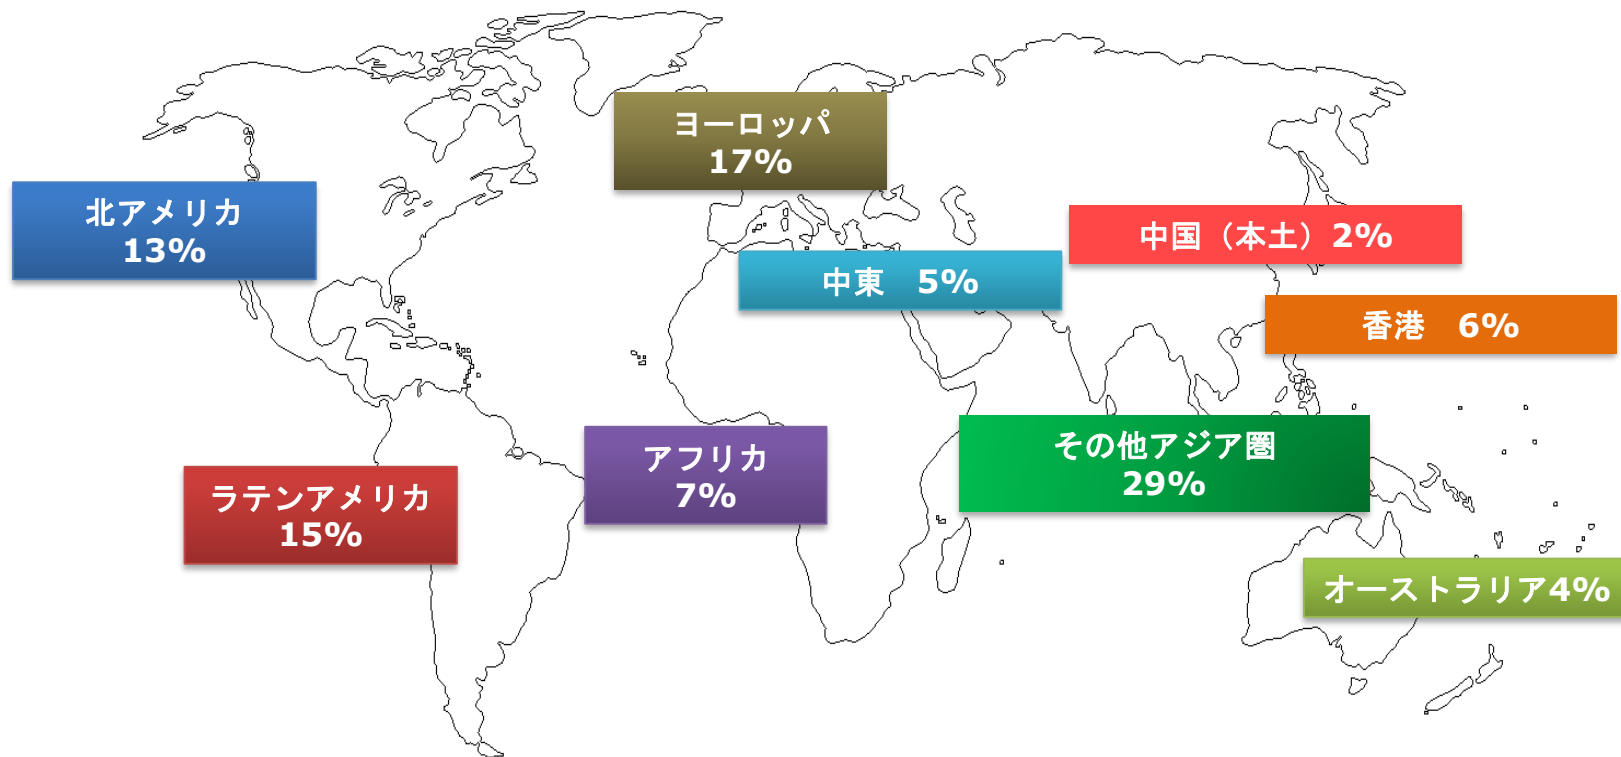 ヨーロッパ
17%
北アメリカ
13%
中国（本土）2%
中東　5%
香港　6%
その他アジア圏
29%
アフリカ
7%
ラテンアメリカ
15%
オーストラリア4%